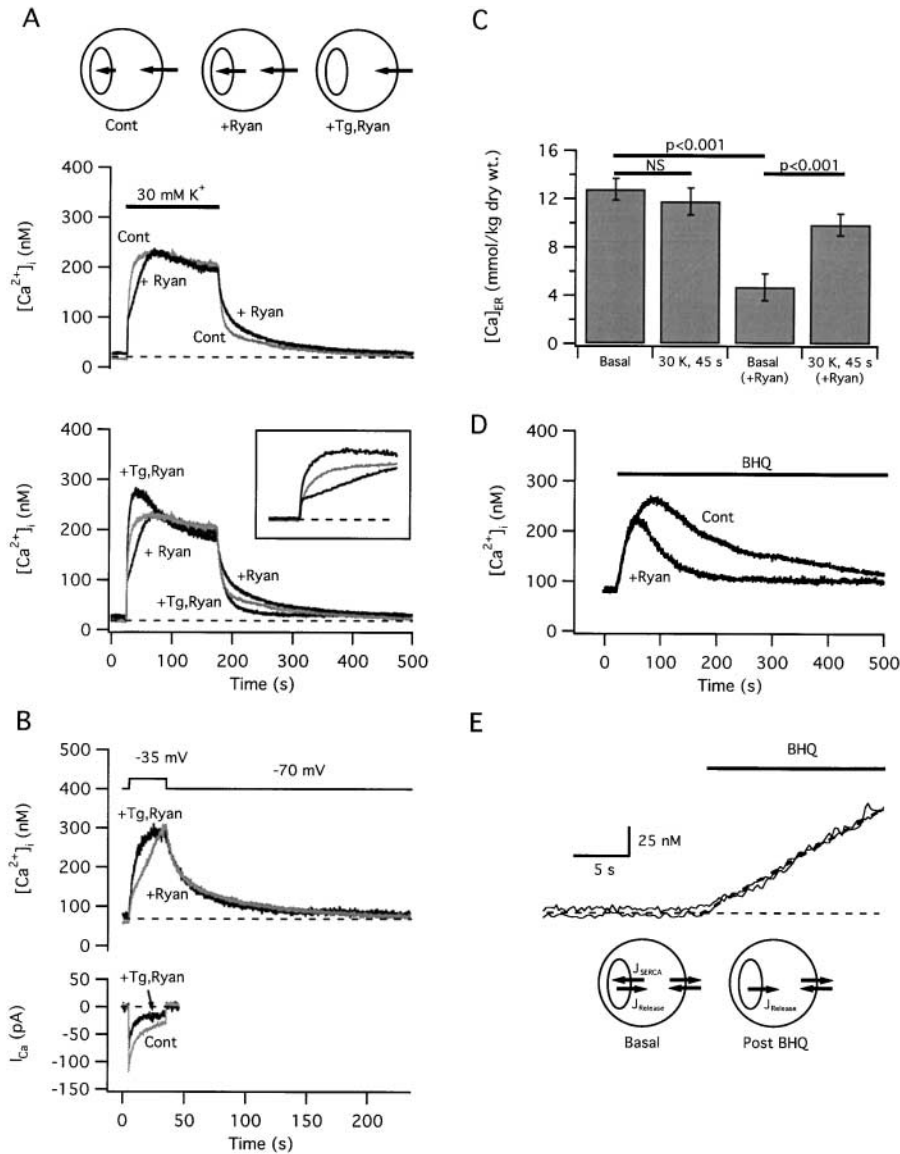 A
Cont
+Ryan
+Tg,Ryan
400
300
200
100
0
[Ca2+]i (nM)
30 mM K+
Cont
+ Ryan
+ Ryan
Cont
400
300
200
100
0
[Ca2+]i (nM)
+Tg,Ryan
+ Ryan
+Ryan
+Tg,Ryan
0 100 200 300 400 500
Time (s)
B
-35 mV
-70 mV
500
400
300
200
100
0
[Ca2+]i (nM)
+Tg,Ryan
+Ryan
+Tg,Ryan
50
0
-50
-100
-150
ICa (pA)
Cont
0 50 100 150 200
Time (s)
C
p<0.001
NS
p<0.001
16
12
8
4
0
[Ca]ER (mmol/kg dry wt.)
Basal
30 K, 45 s
Basal (+Ryan)
30 K, 45 s (+Ryan)
D
400
300
200
100
0
[Ca2+]i (nM)
BHQ
Cont
+Ryan
0 100 200 300 400 500
Time (s)
E
BHQ
25 nM
5 s
JSERCA
JRelease
JRelease
Basal
Post BHQ